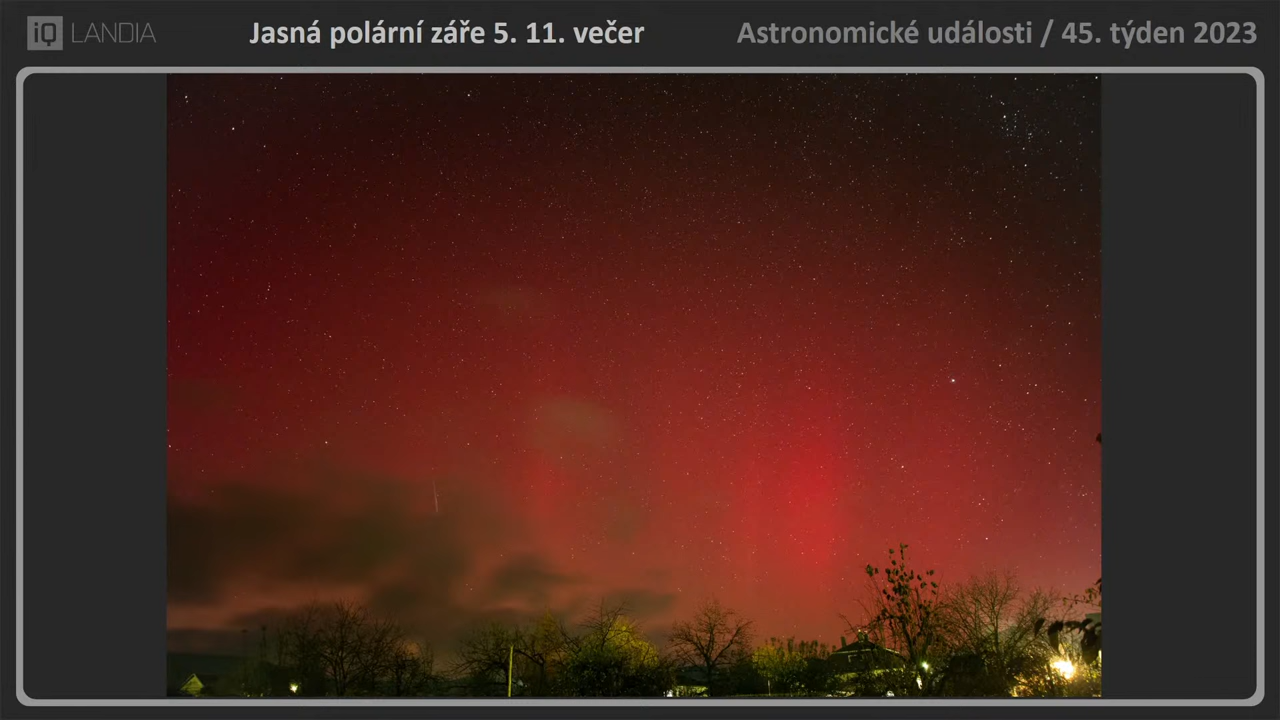 iQ LANDIA
Jasná polární záře 5. 11. večer
Astronomické události / 45. týden 2023